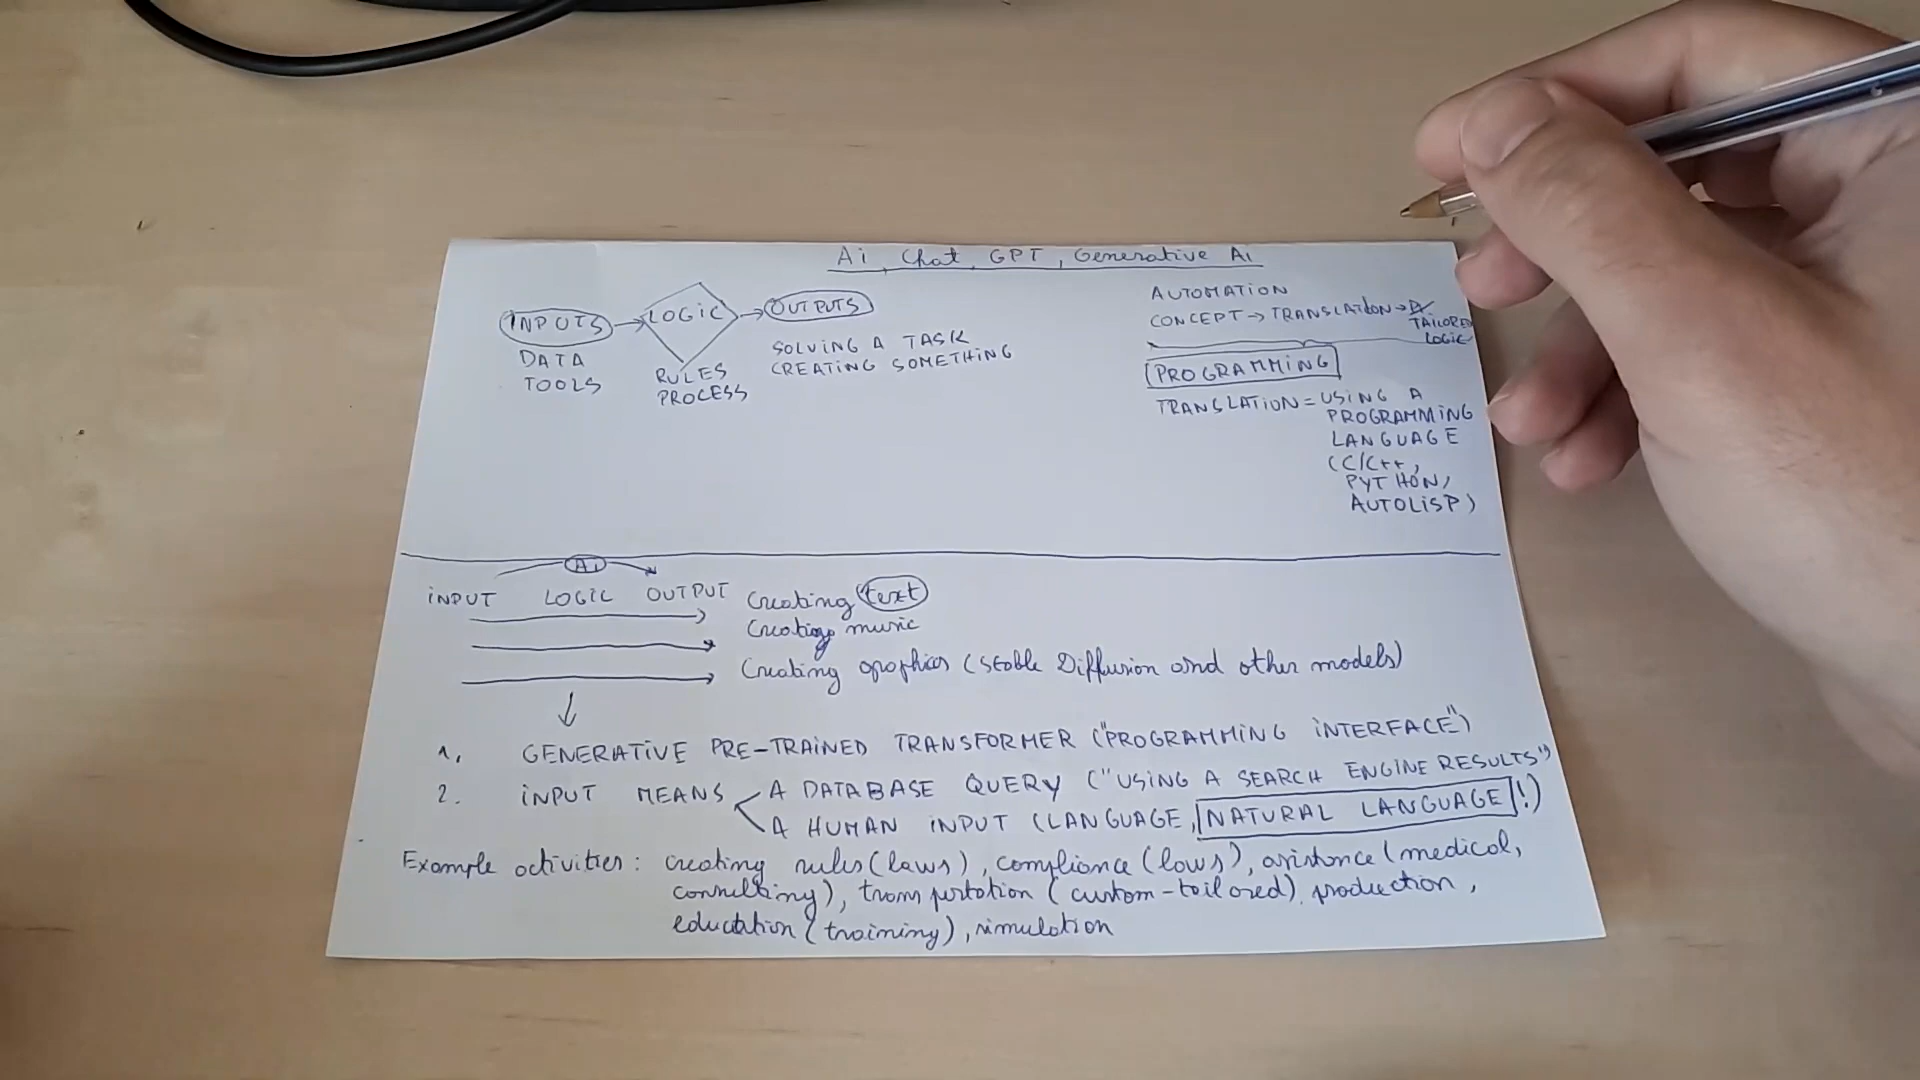 Ai, Chat GPT, Generative Ai
INPUTS → LOGIC → OUTPUTS
DATA
TOOLS
RULES
PROCESS
SOLVING A TASK
CREATING SOMETHING
AUTOMATION
CONCEPT → TRANSLATION →
TAILORED
LOGIC
PROGRAMMING
TRANSLATION = USING A
PROGRAMMING
LANGUAGE
(C/C++,
PYTHON,
AUTOLISP)
Ai
INPUT LOGIC OUTPUT
Creating text
Creating music
Creating graphics (Stable Diffusion and other models)
1. GENERATIVE PRE-TRAINED TRANSFORMER ("PROGRAMMING INTERFACE")
2. INPUT MEANS A DATABASE QUERY ("USING A SEARCH ENGINE RESULTS")
A HUMAN INPUT (LANGUAGE, NATURAL LANGUAGE!)
Example activities: creating rules (laws), compliance (laws), asistence (medical,
consulting), transportation (custom-tailored), production,
education (training), simulation